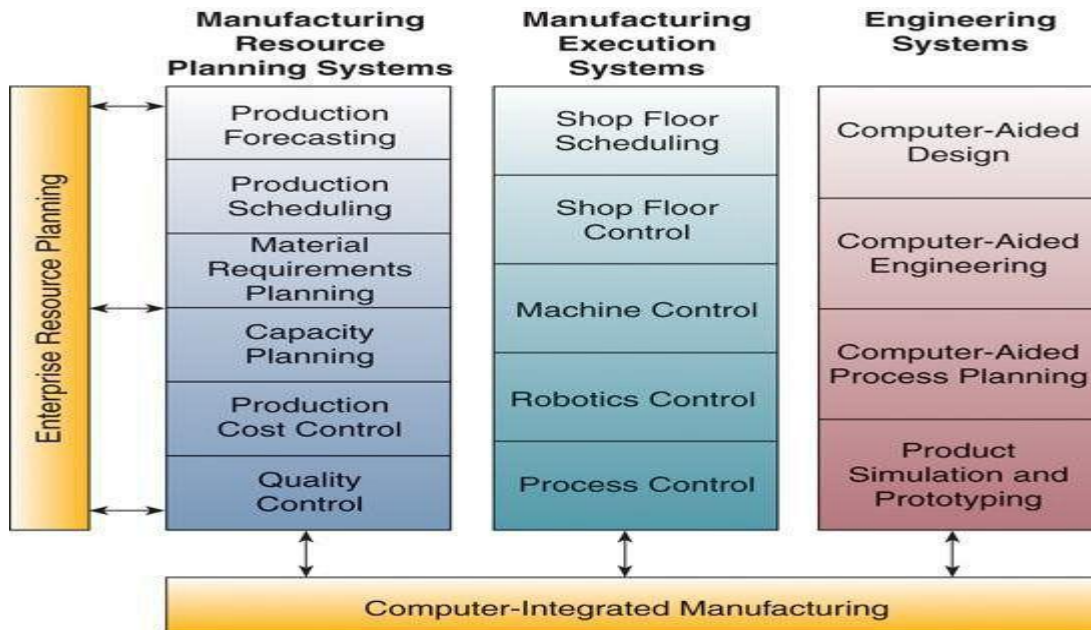 Manufacturing
Resource
Planning Systems
Manufacturing
Execution
Systems
Engineering
Systems
Enterprise Resource Planning
Production
Forecasting
Production
Scheduling
Material
Requirements
Planning
Capacity
Planning
Production
Cost Control
Quality
Control
Shop Floor
Scheduling
Shop Floor
Control
Machine Control
Robotics Control
Process Control
Computer-Aided
Design
Computer-Aided
Engineering
Computer-Aided
Process Planning
Product
Simulation and
Prototyping
Computer-Integrated Manufacturing